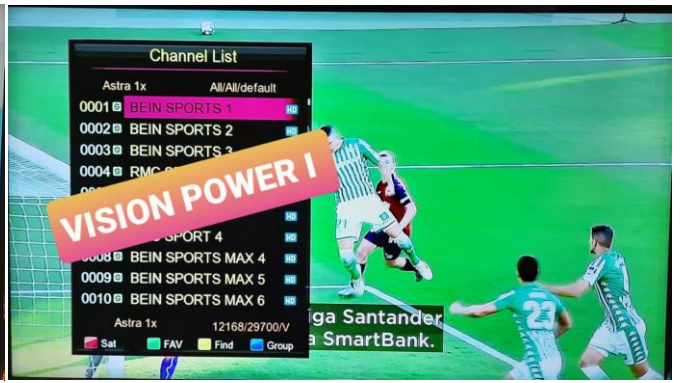 Channel List
Astra 1x All/All/default
0001 BEIN SPORTS 1 HD
0002 BEIN SPORTS 2 HD
0003 BEIN SPORTS 3
0004
VISION POWER I
SPORT 4 HD
0008 BEIN SPORTS MAX 4 HD
0009 BEIN SPORTS MAX 5 HD
0010 BEIN SPORTS MAX 6 HD
Astra 1x 12168/29700/V
Sat FAV Find Group
iga Santander
a SmartBank.
21
23